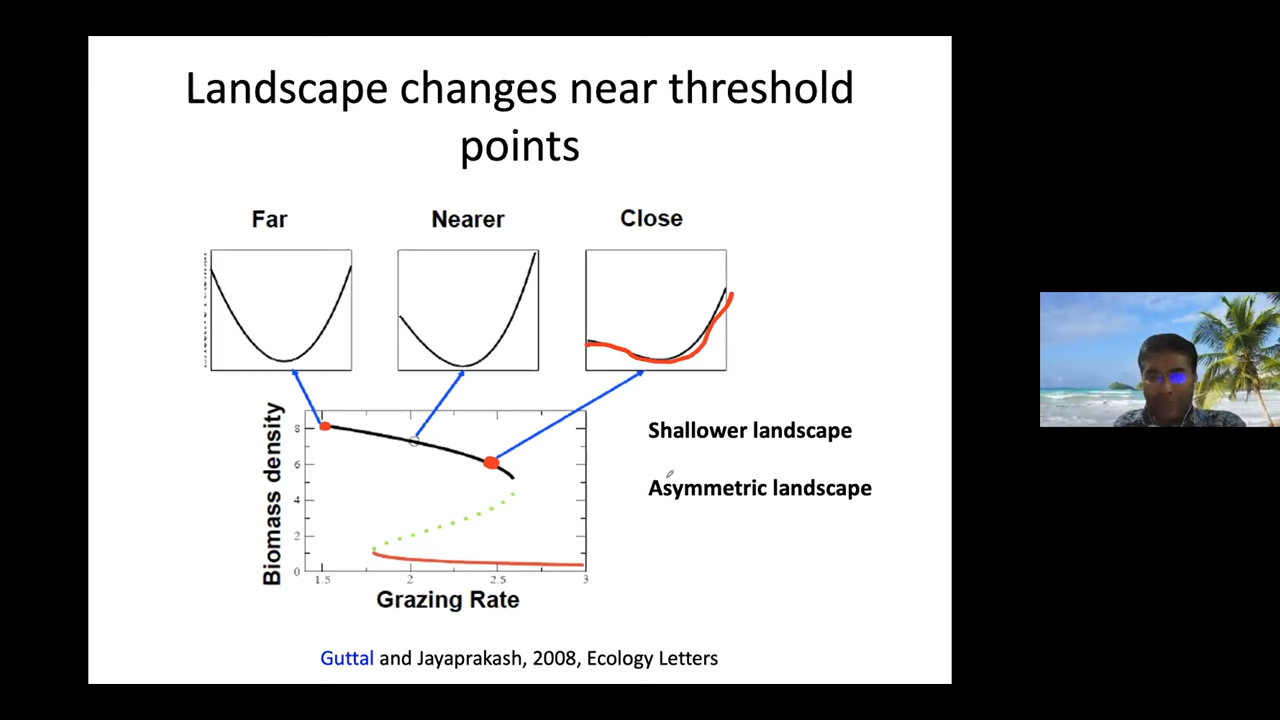 Landscape changes near threshold
points
Far
Nearer
Close
Shallower landscape
Asymmetric landscape
Biomass density
8
6
4
2
0
1.5
2
2.5
3
Grazing Rate
Guttal and Jayaprakash, 2008, Ecology Letters